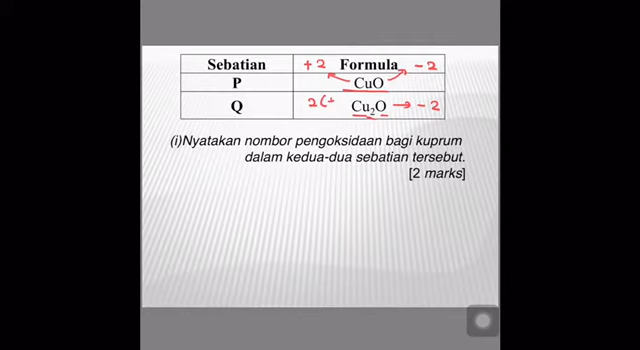 Sebatian +2 Formula -2
P CuO
Q 2(+ Cu₂O → -2
(i)Nyatakan nombor pengoksidaan bagi kuprum
dalam kedua-dua sebatian tersebut.
[2 marks]